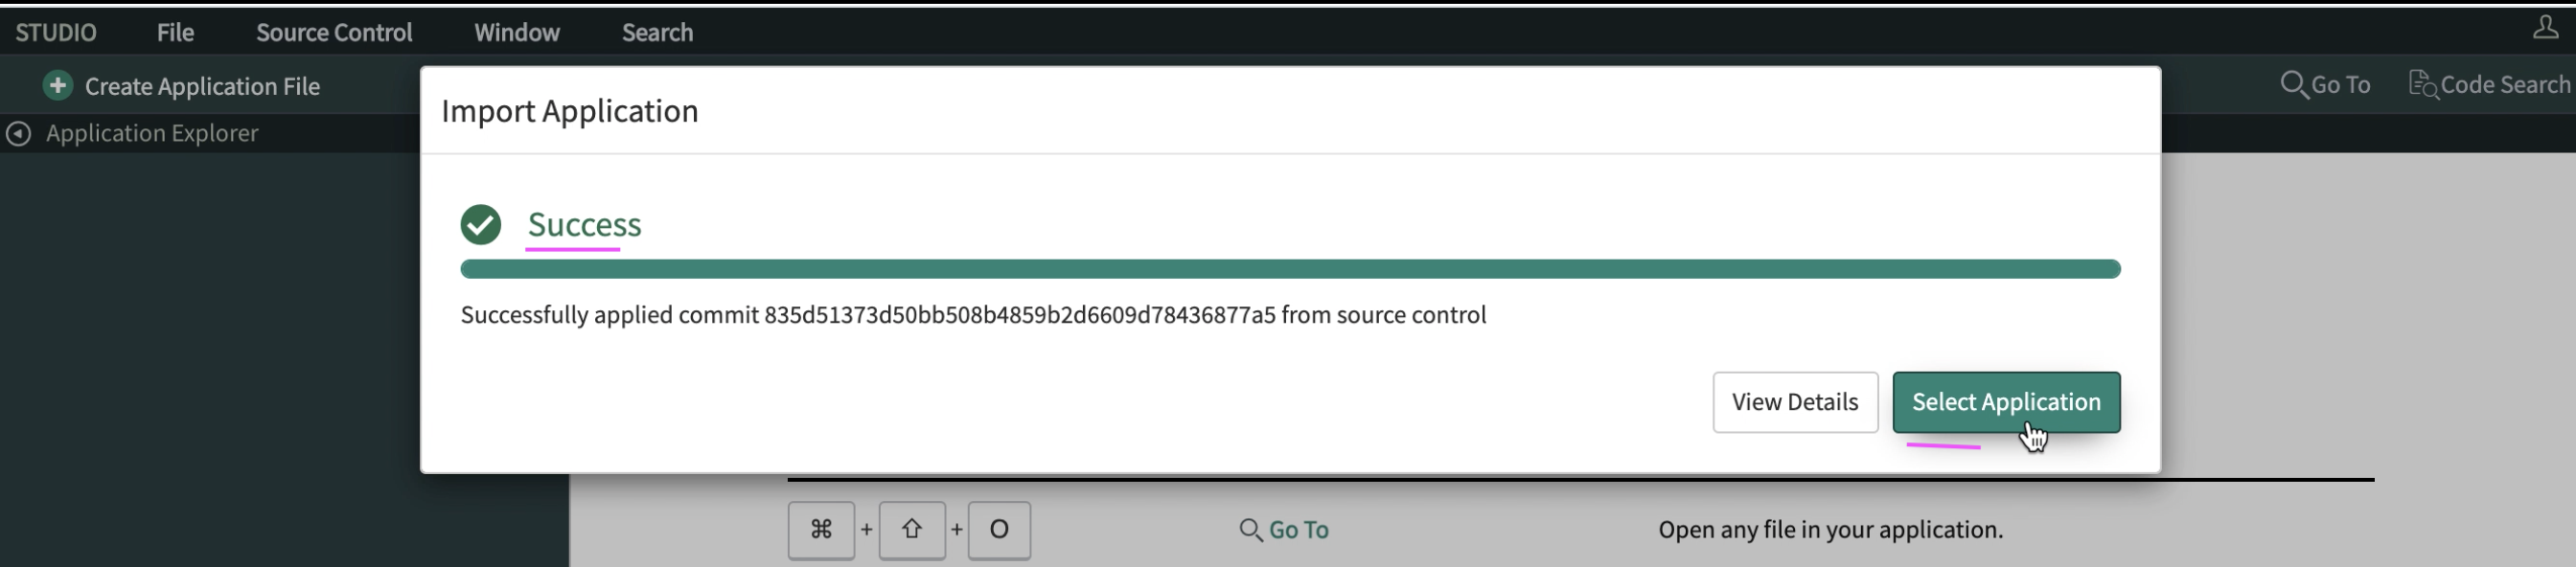 STUDIO File Source Control Window Search
Create Application File Go To Code Search
Application Explorer
Import Application
Success
Successfully applied commit 835d51373d50bb508b4859b2d6609d78436877a5 from source control
View Details Select Application
⌘ + ⇧ + O Go To Open any file in your application.